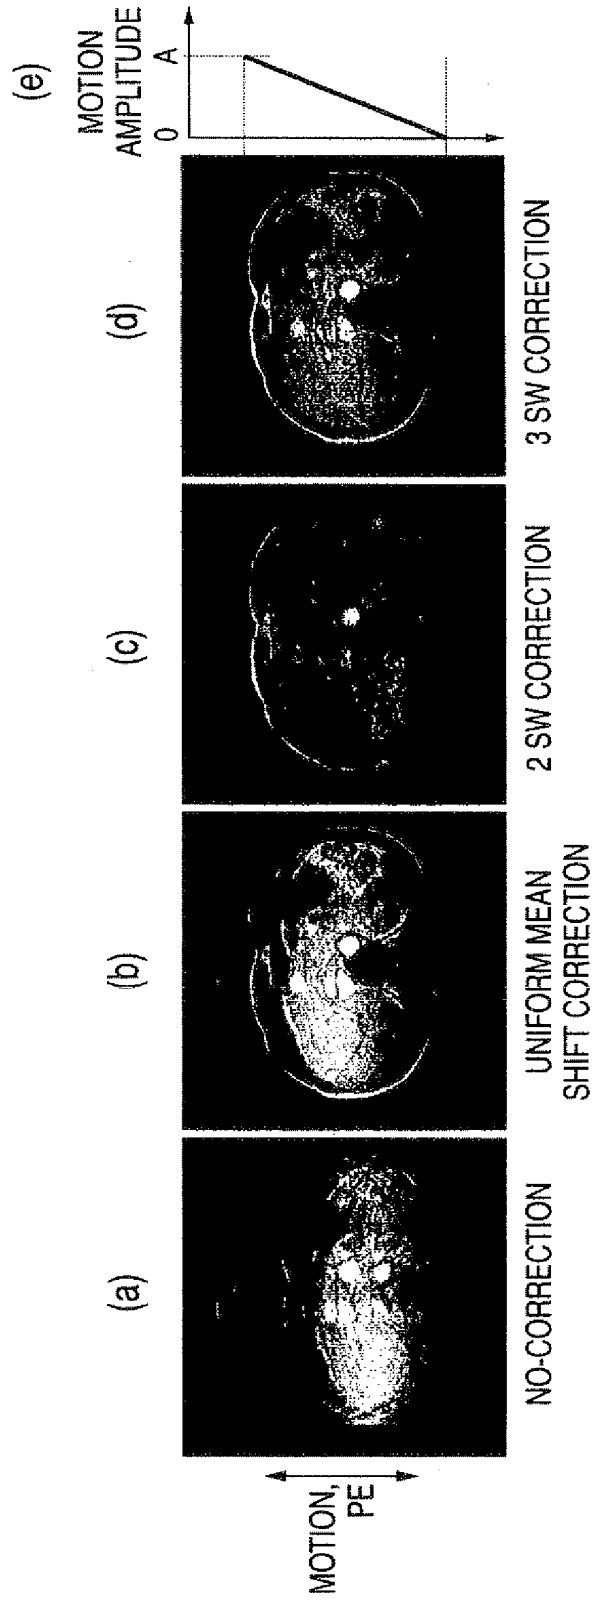 (a)
(b)
(c)
(d)
(e)
MOTION
AMPLITUDE
0
A
MOTION,
PE
NO-CORRECTION
UNIFORM MEAN
SHIFT CORRECTION
2 SW CORRECTION
3 SW CORRECTION